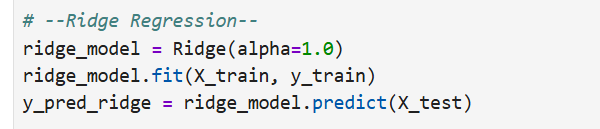 # --Ridge Regression--
ridge_model = Ridge(alpha=1.0)
ridge_model.fit(X_train, y_train)
y_pred_ridge = ridge_model.predict(X_test)